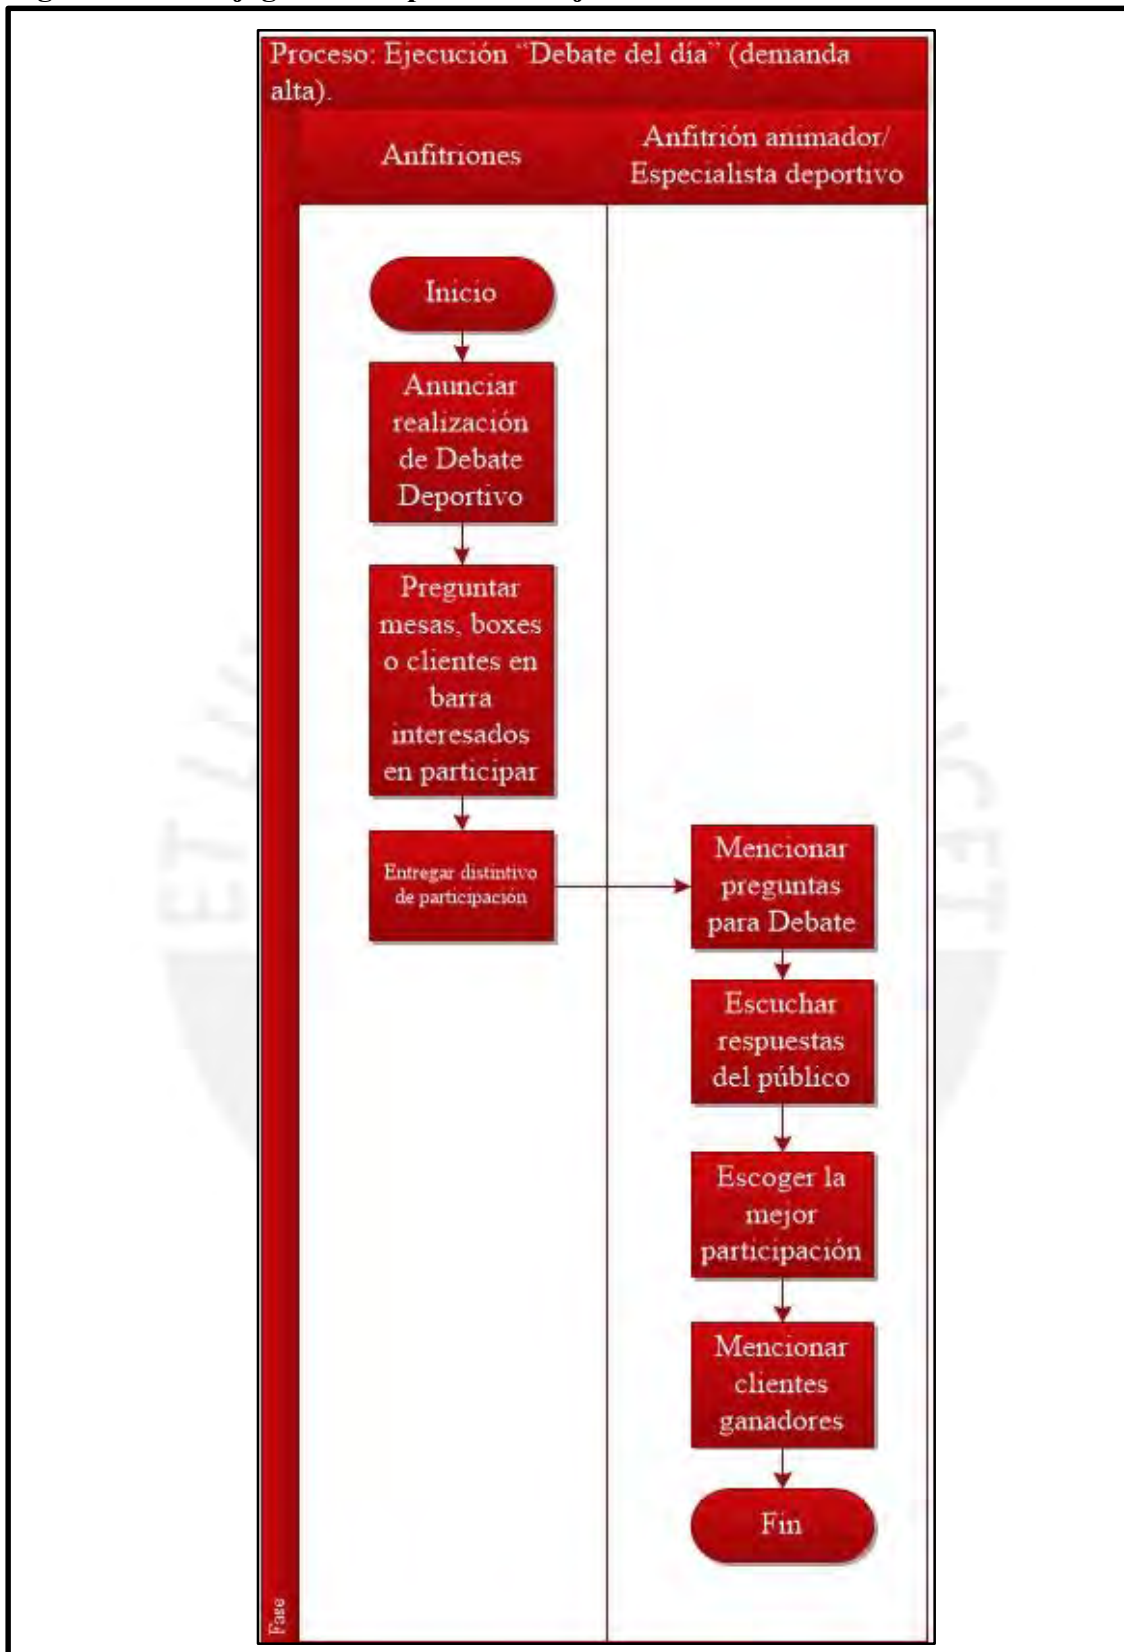 Proceso: Ejecución “Debate del día” (demanda
alta).
Anfitriones
Anfitrión animador/
Especialista deportivo
Inicio
Anunciar
realización
de Debate
Deportivo
Preguntar
mesas, boxes
o clientes en
barra
interesados
en participar
Entregar distintivo
de participación
Mencionar
preguntas
para Debate
Escuchar
respuestas
del público
Escoger la
mejor
participación
Mencionar
clientes
ganadores
Fin
Fase